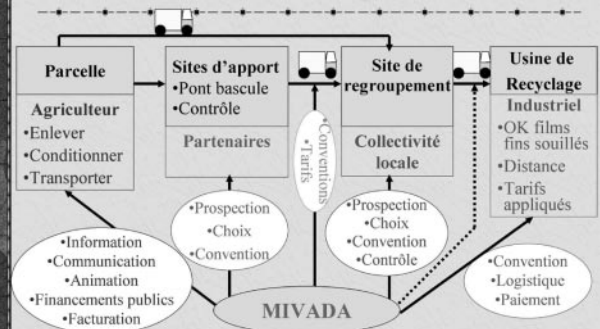 Parcelle
Agriculteur
•Enlever
•Conditionner
•Transporter
Sites d'apport
•Pont bascule
•Contrôle
Partenaires
Site de
regroupement
Collectivité
locale
Usine de
Recyclage
Industriel
•OK films
fins souillés
•Distance
•Tarifs
appliqués
•Conventions
•Tarifs
•Information
•Communication
•Animation
•Financements publics
•Facturation
•Prospection
•Choix
•Convention
•Prospection
•Choix
•Convention
•Contrôle
•Convention
•Logistique
•Paiement
MIVADA